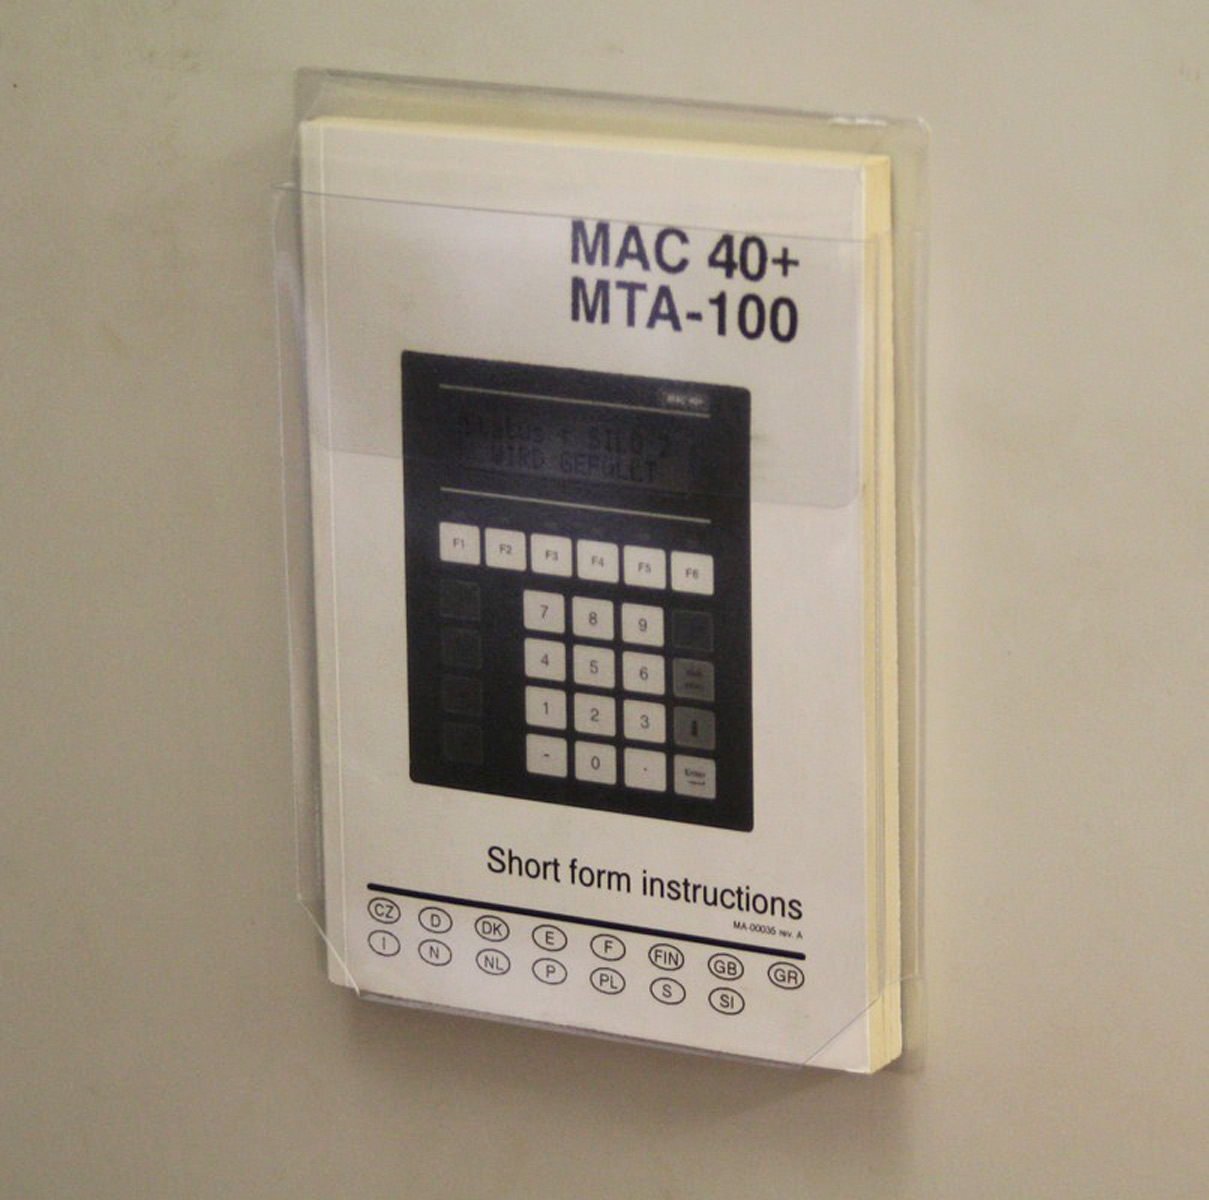 MAC 40+
MTA-100
MAC 40+
Status : SILO 2
WIRD GEFÜLLT
F1 F2 F3 F4 F5 F6
7 8 9
4 5 6
1 2 3
- 0 .
Enter
Short form instructions
MA-00035 rev. A
CZ D DK E F FIN GB GR
I N NL P PL S SI